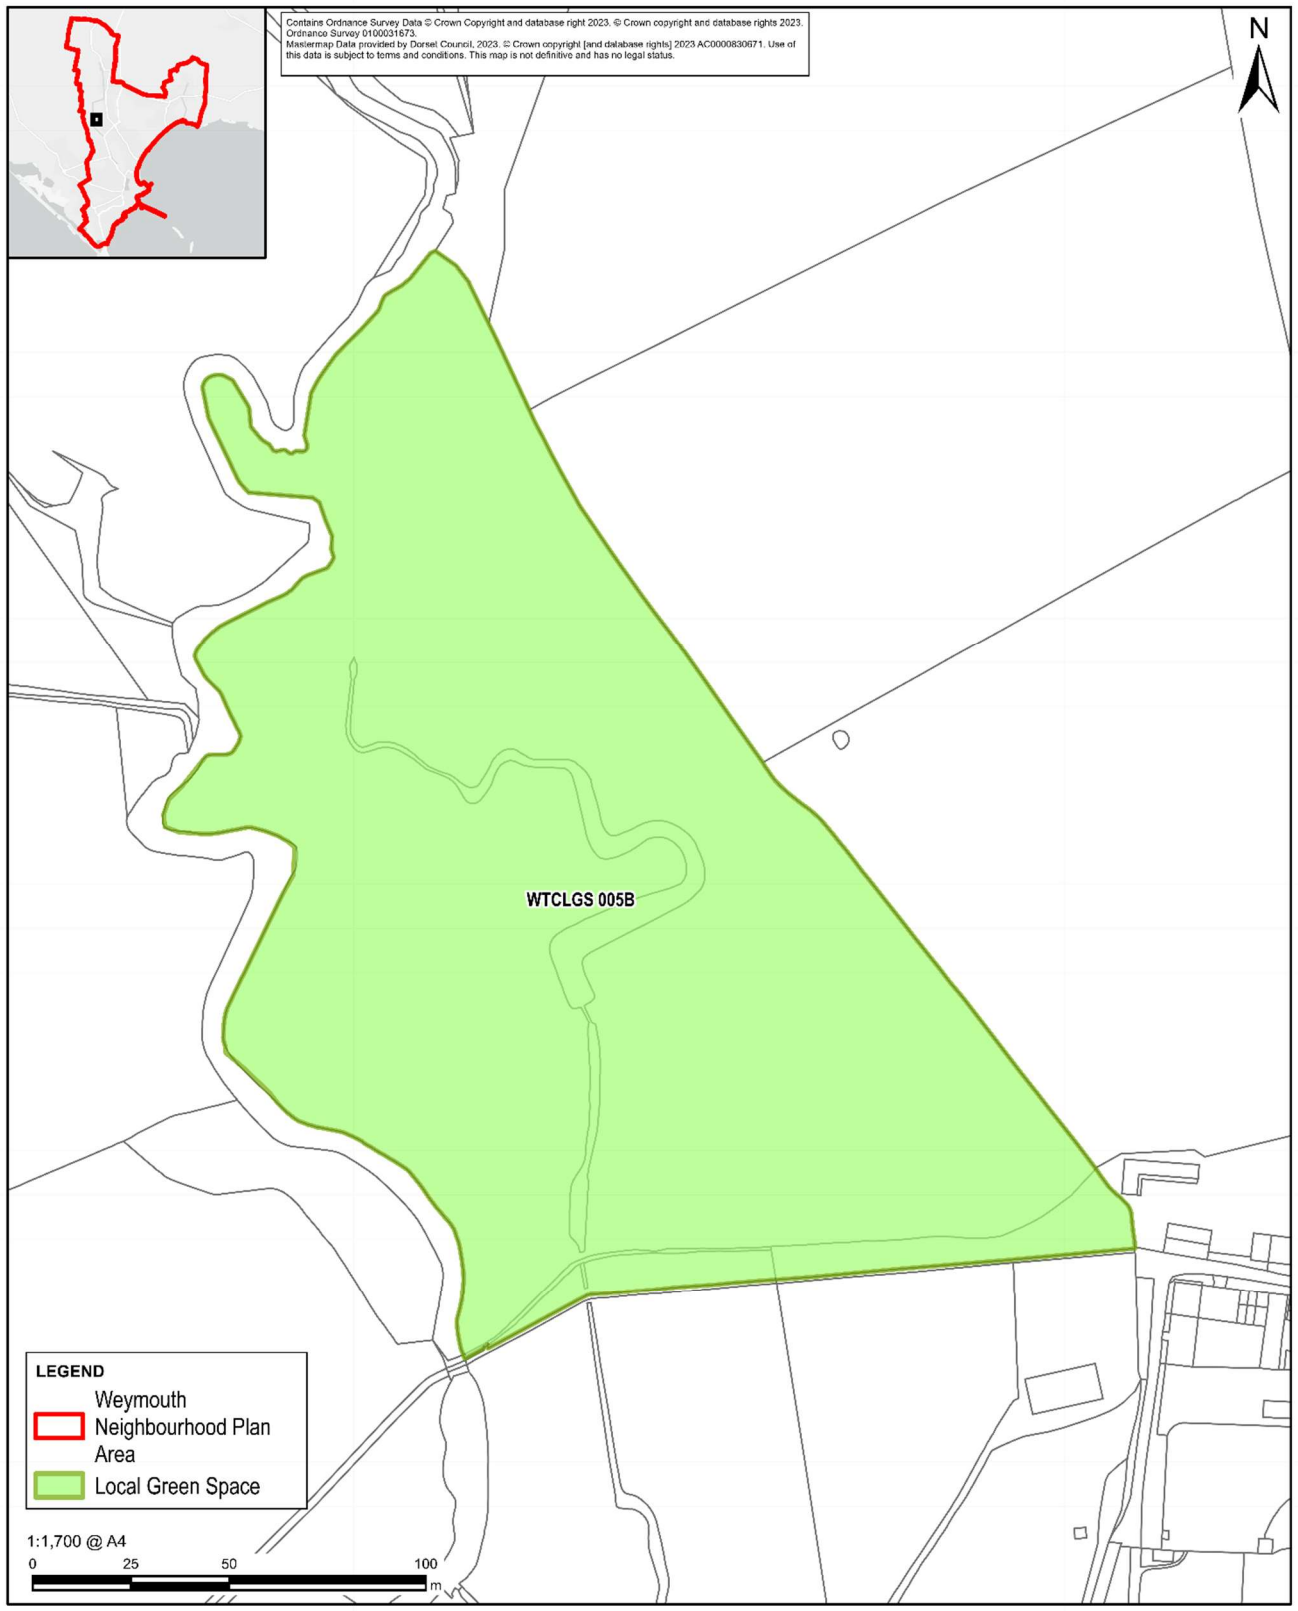 Contains Ordnance Survey Data © Crown Copyright and database right 2023. © Crown copyright and database rights 2023.
Ordnance Survey 0100031673.
Mastermap Data provided by Dorset Council, 2023. © Crown copyright [and database rights] 2023 AC0000830671. Use of
this data is subject to terms and conditions. This map is not definitive and has no legal status.
N
WTCLGS 005B
LEGEND
Weymouth
Neighbourhood Plan
Area
Local Green Space
1:1,700 @ A4
0 25 50 100
m